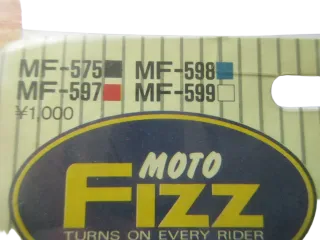 MF-575 MF-598
MF-597 MF-599
¥1,000
MOTO
FIZZ
TURNS ON EVERY RIDER